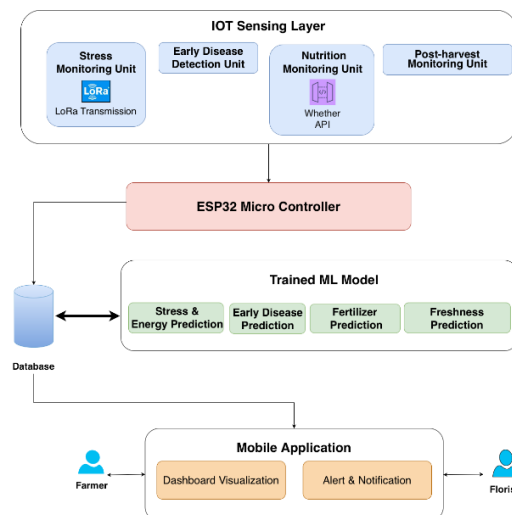 IOT Sensing Layer
Stress
Monitoring Unit
LoRa
LoRa Transmission
Early Disease
Detection Unit
Nutrition
Monitoring Unit
Whether
API
Post-harvest
Monitoring Unit
ESP32 Micro Controller
Trained ML Model
Stress &
Energy Prediction
Early Disease
Prediction
Fertilizer
Prediction
Freshness
Prediction
Database
Mobile Application
Farmer
Dashboard Visualization
Alert & Notification
Floris